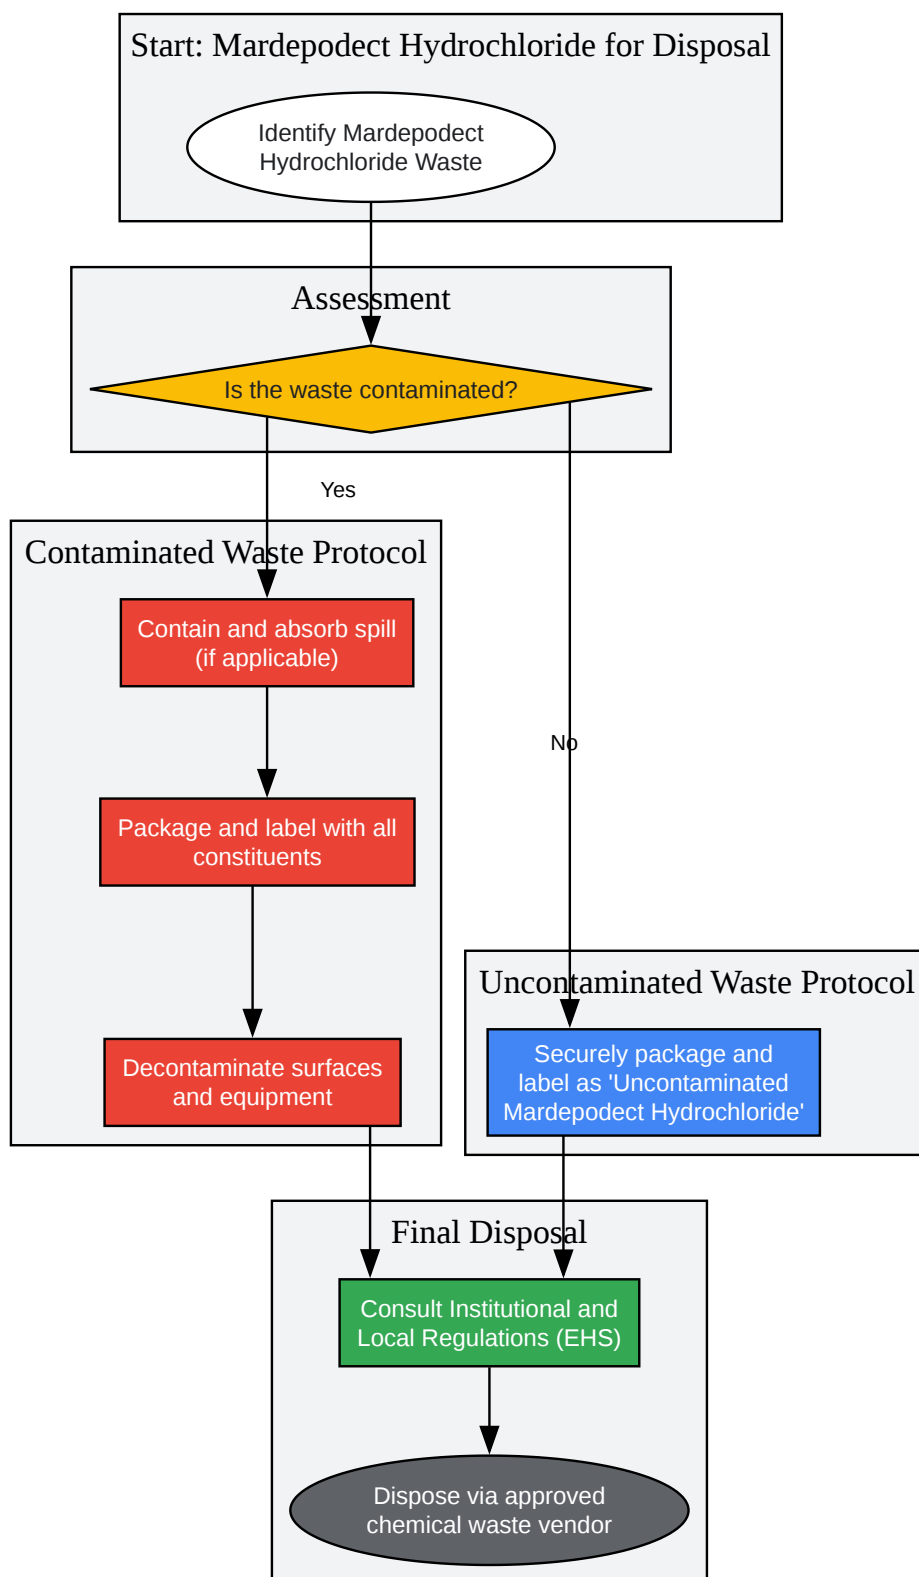 Start: Mardepodect Hydrochloride for Disposal
Identify Mardepodect
Hydrochloride Waste
Assessment
Is the waste contaminated?
Yes
Contaminated Waste Protocol
Contain and absorb spill
(if applicable)
No
Package and label with all
constituents
Uncontaminated Waste Protocol
Securely package and
label as 'Uncontaminated
Mardepodect Hydrochloride'
Decontaminate surfaces
and equipment
Final Disposal
Consult Institutional and
Local Regulations (EHS)
Dispose via approved
chemical waste vendor